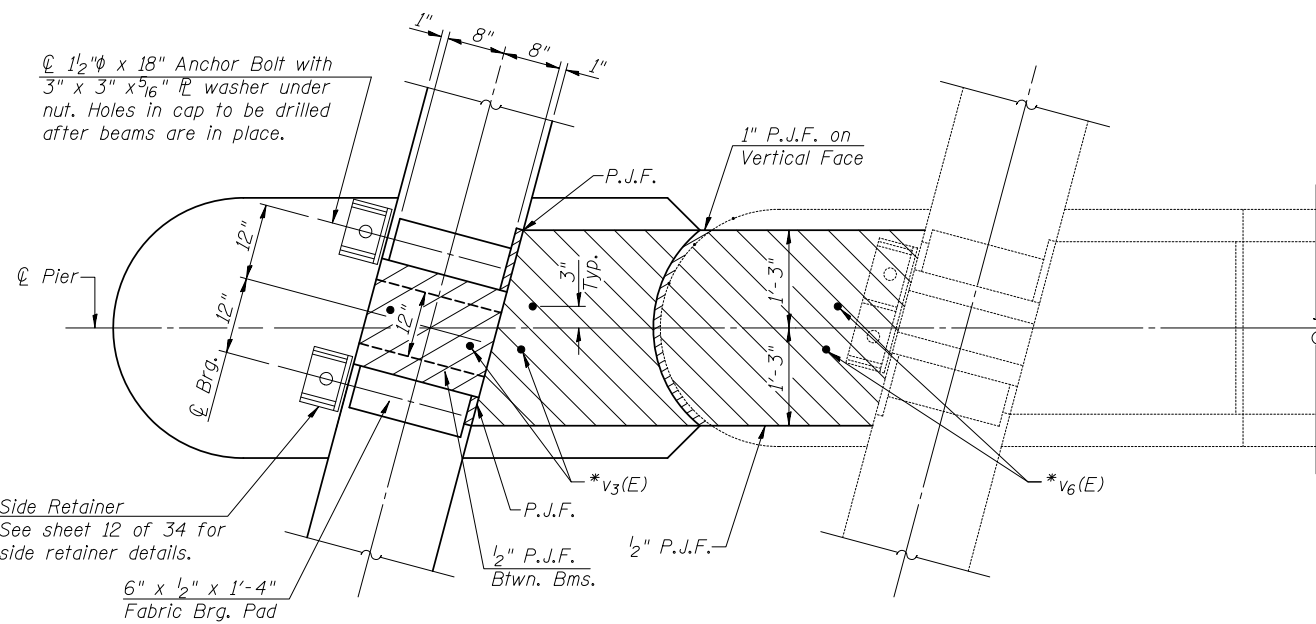 1"
8"
8"
1"
℄ 1½"φ x 18" Anchor Bolt with
3" x 3" x 5/16" ℙL washer under
nut. Holes in cap to be drilled
after beams are in place.
1" P.J.F. on
Vertical Face
P.J.F.
12"
12"
12"
℄ Pier
℄ Brg.
3"
Typ.
1'-3"
1'-3"
*v3(E)
*v6(E)
P.J.F.
Side Retainer
See sheet 12 of 34 for
side retainer details.
½" P.J.F.
Btwn. Bms.
½" P.J.F.
6" x ½" x 1'-4"
Fabric Brg. Pad